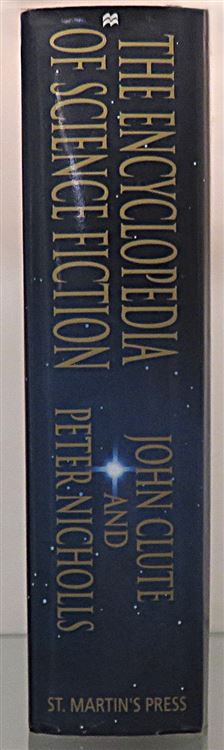 THE ENCYCLOPEDIA
OF SCIENCE FICTION
JOHN CLUTE
AND
PETER NICHOLLS
ST. MARTIN'S PRESS